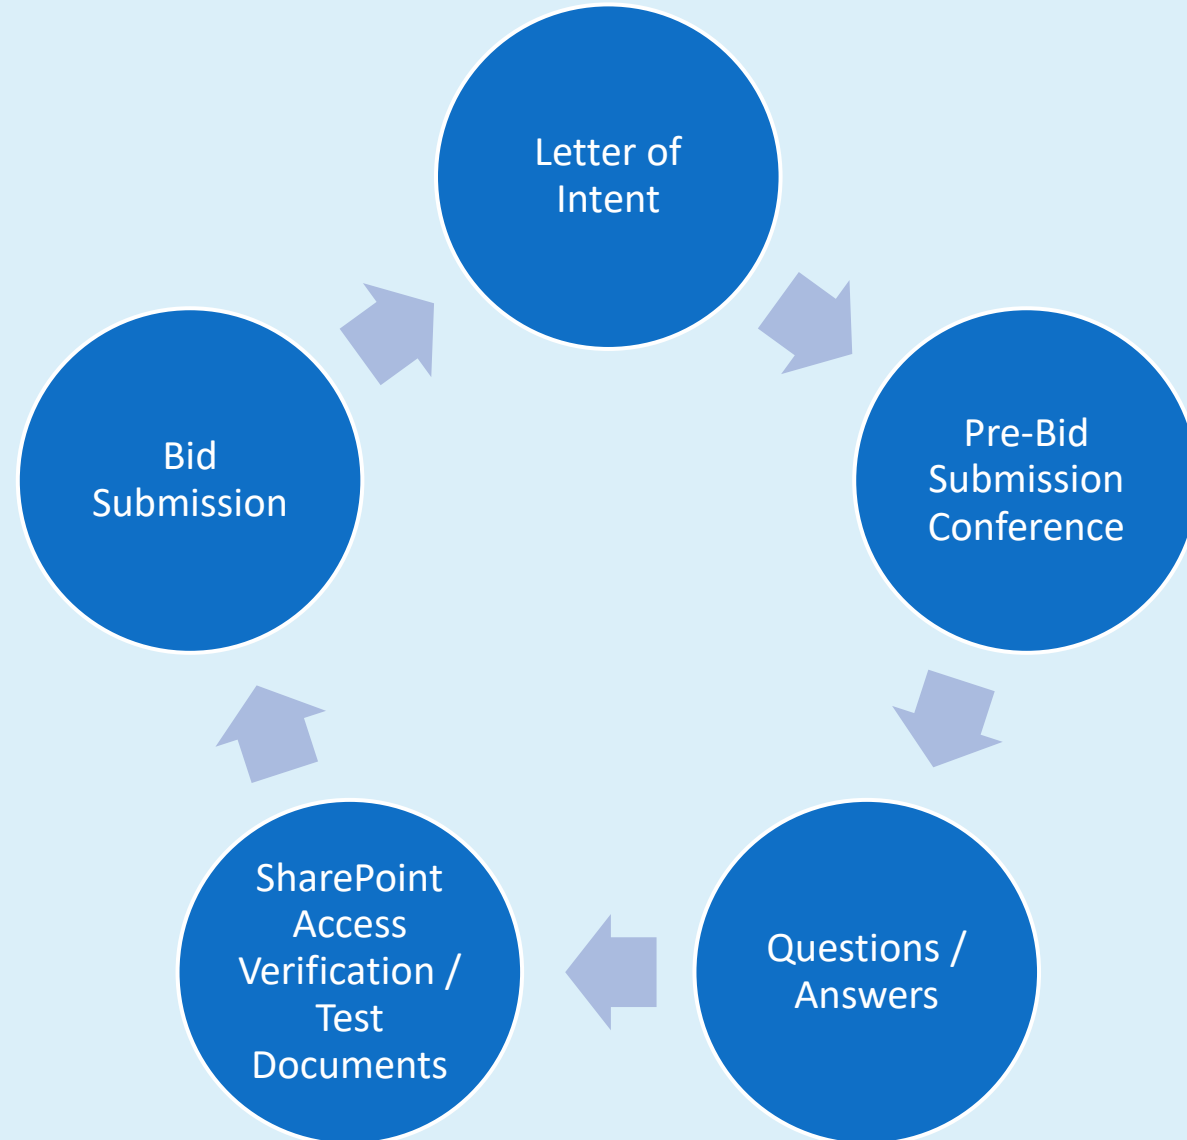 Letter of
Intent
Pre-Bid
Submission
Conference
Questions /
Answers
SharePoint
Access
Verification /
Test
Documents
Bid
Submission